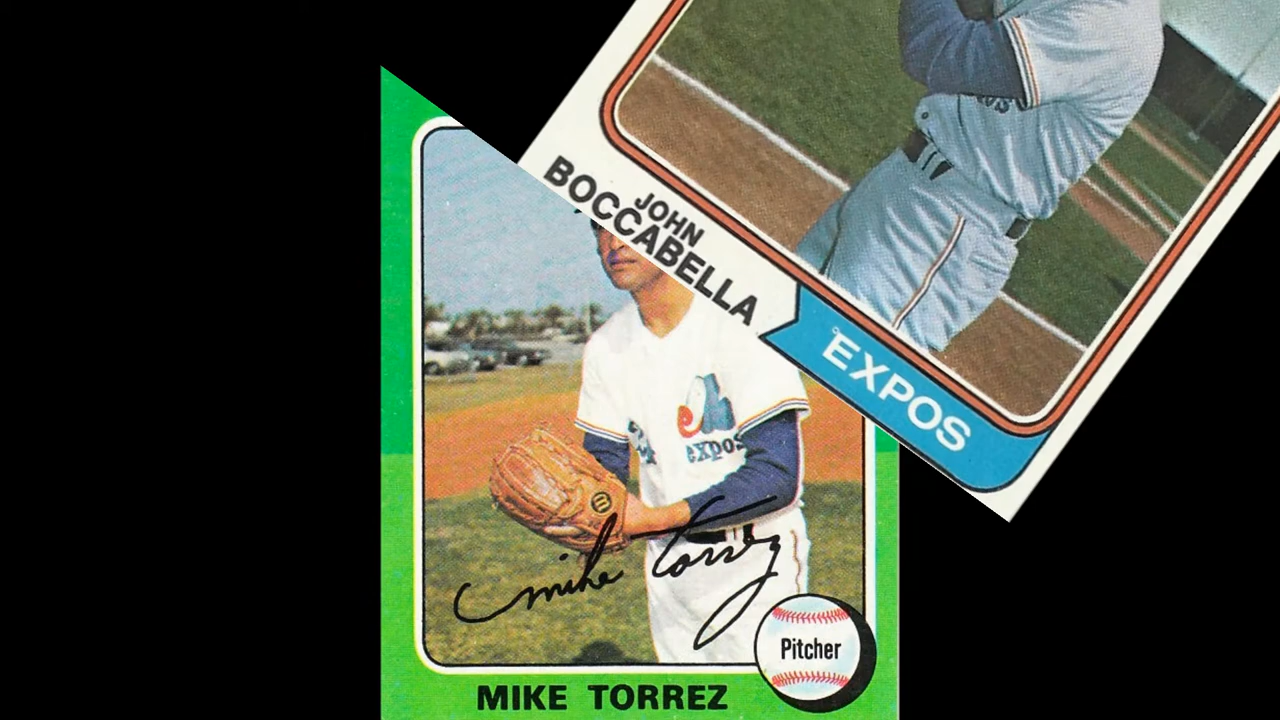 JOHN
BOCCABELLA
EXPOS
expos
mike torrez
Pitcher
MIKE TORREZ